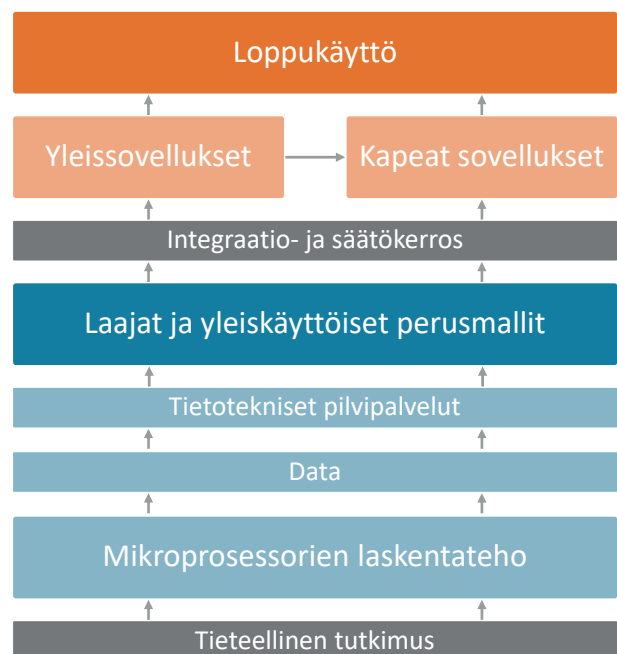 Loppukäyttö
Yleissovellukset
Kapeat sovellukset
Integraatio- ja säätökerros
Laajat ja yleiskäyttöiset perusmallit
Tietotekniset pilvipalvelut
Data
Mikroprosessorien laskentateho
Tieteellinen tutkimus